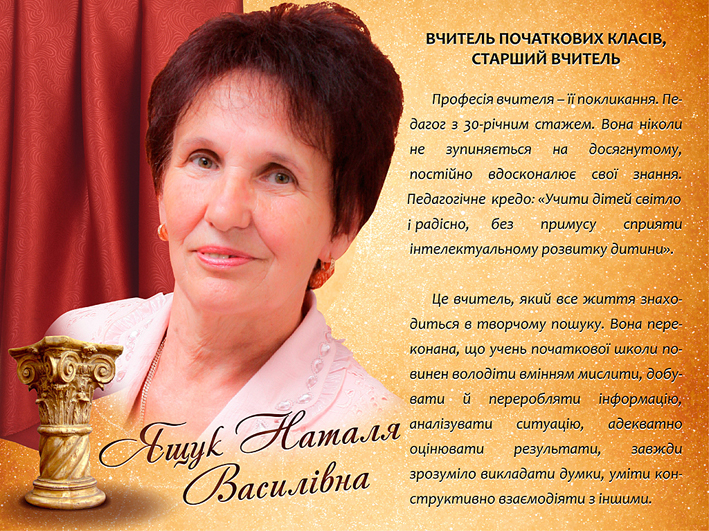 ВЧИТЕЛЬ ПОЧАТКОВИХ КЛАСІВ,
СТАРШИЙ ВЧИТЕЛЬ
Професія вчителя – її покликання. Пе-
дагог з 30-річним стажем. Вона ніколи
не зупиняється на досягнутому,
постійно вдосконалює свої знання.
Педагогічне кредо: «Учити дітей світло
і радісно, без примусу сприяти
інтелектуальному розвитку дитини».
Це вчитель, який все життя знахо-
диться в творчому пошуку. Вона пере-
конана, що учень початкової школи по-
винен володіти вмінням мислити, добу-
вати й переробляти інформацію,
аналізувати ситуацію, адекватно
оцінювати результати, завжди
зрозуміло викладати думки, уміти кон-
структивно взаємодіяти з іншими.
Ящук Наталя
Василівна